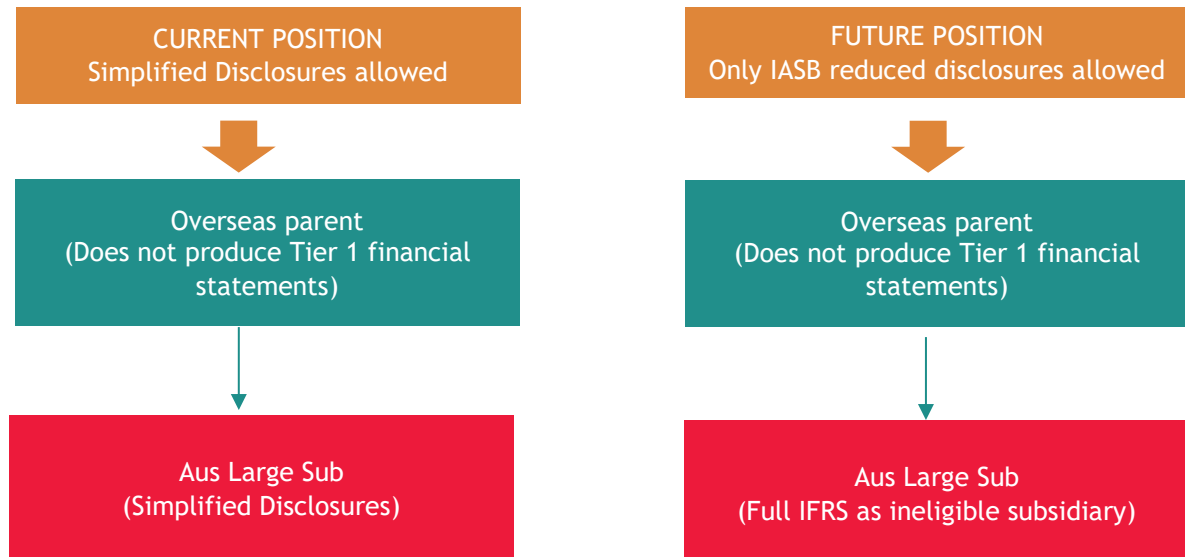 CURRENT POSITION
Simplified Disclosures allowed
Overseas parent
(Does not produce Tier 1 financial
statements)
Aus Large Sub
(Simplified Disclosures)
FUTURE POSITION
Only IASB reduced disclosures allowed
Overseas parent
(Does not produce Tier 1 financial
statements)
Aus Large Sub
(Full IFRS as ineligible subsidiary)